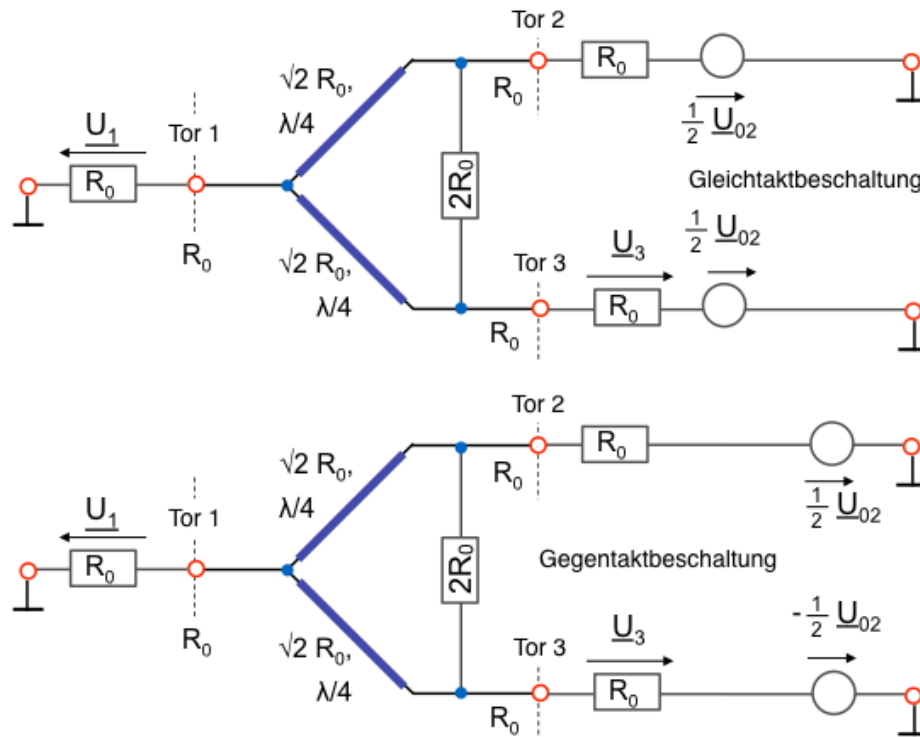 Tor 2
R₀
R₀
½ U₀₂
√2 R₀,
λ/4
U₁
Tor 1
R₀
R₀
2R₀
Gleichtaktbeschaltung
½ U₀₂
√2 R₀,
λ/4
Tor 3
U₃
R₀
R₀
Tor 2
R₀
R₀
½ U₀₂
√2 R₀,
λ/4
U₁
Tor 1
R₀
R₀
2R₀
Gegentaktbeschaltung
-½ U₀₂
√2 R₀,
λ/4
Tor 3
U₃
R₀
R₀